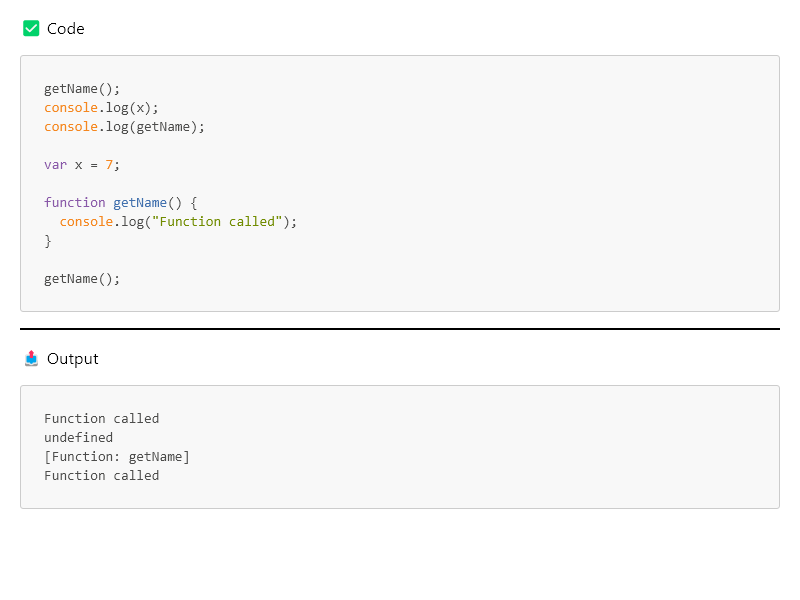 ✅ Code
getName();
console.log(x);
console.log(getName);
var x = 7;
function getName() {
  console.log("Function called");
}
getName();
📤 Output
Function called
undefined
[Function: getName]
Function called